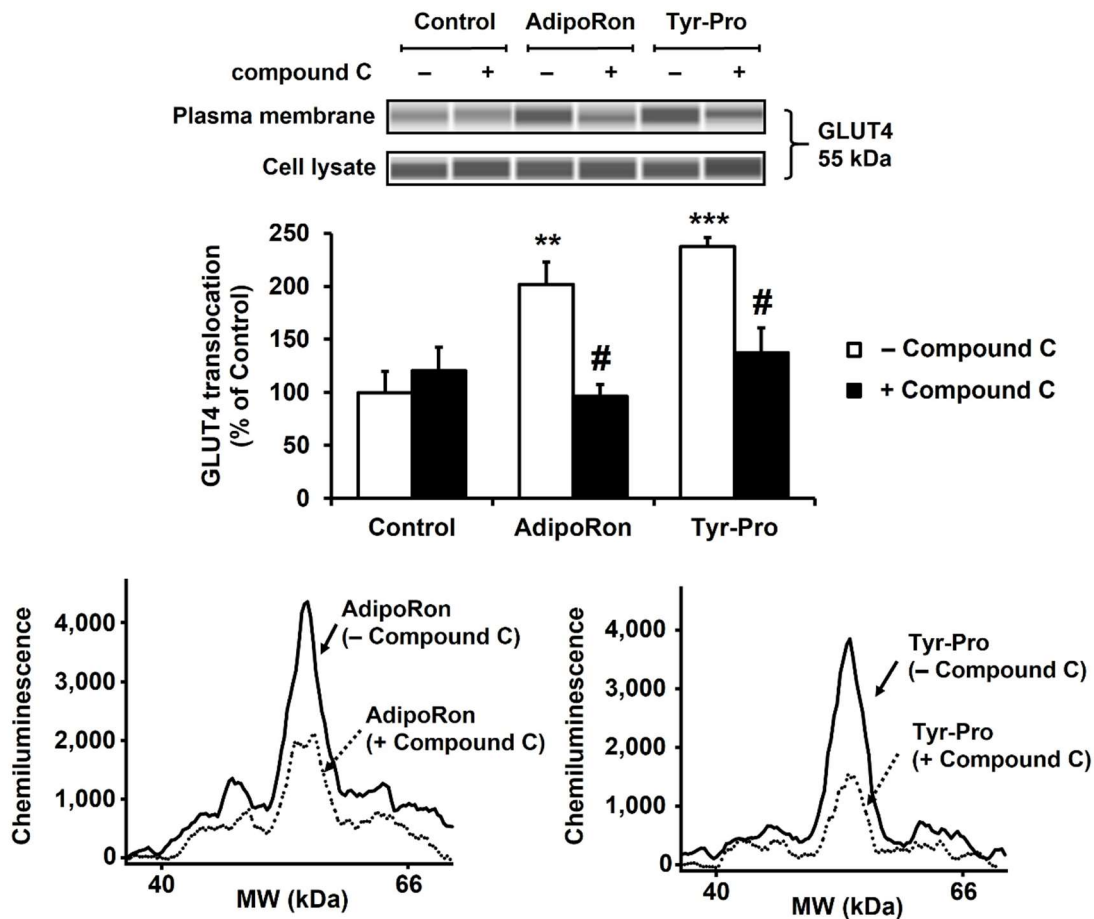 Control AdipoRon Tyr-Pro
compound C – + – + – +
Plasma membrane
Cell lysate
GLUT4
55 kDa
GLUT4 translocation
(% of Control)
250
200
150
100
50
0
** *** # #
Control AdipoRon Tyr-Pro
– Compound C
+ Compound C
Chemiluminescence
4,000
3,000
2,000
1,000
0
AdipoRon
(– Compound C)
AdipoRon
(+ Compound C)
40 66
MW (kDa)
Chemiluminescence
4,000
3,000
2,000
1,000
0
Tyr-Pro
(– Compound C)
Tyr-Pro
(+ Compound C)
40 66
MW (kDa)